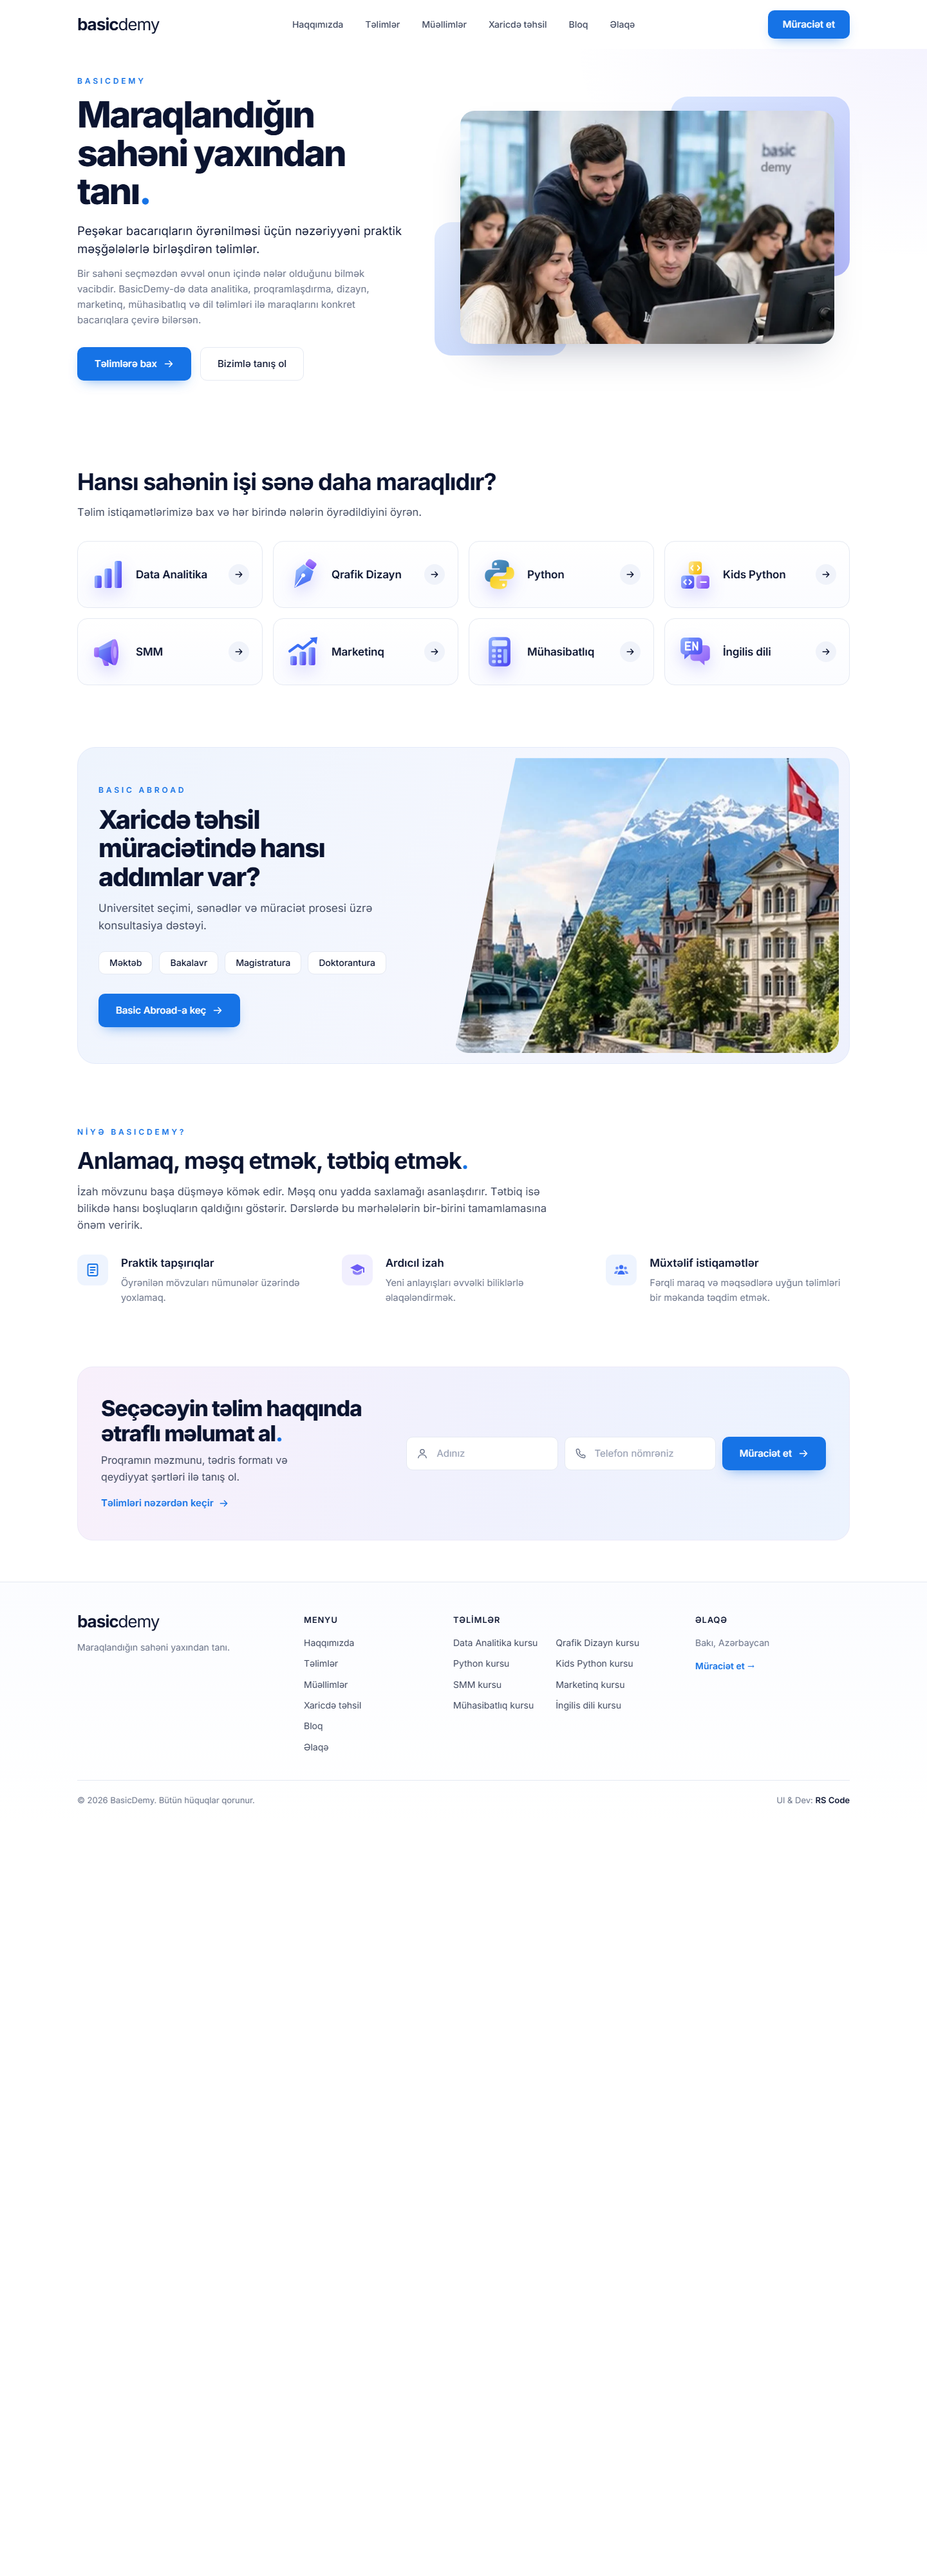 basicdemy
Haqqımızda
Təlimlər
Müəllimlər
Xaricdə təhsil
Bloq
Əlaqə
Müraciət et
BASICDEMY
Maraqlandığın
sahəni yaxından
tanı.
Peşəkar bacarıqların öyrənilməsi üçün nəzəriyyəni praktik
məşğələlərlə birləşdirən təlimlər.
Bir sahəni seçməzdən əvvəl onun içində nələr olduğunu bilmək
vacibdir. BasicDemy-də data analitika, proqramlaşdırma, dizayn,
marketinq, mühasibatlıq və dil təlimləri ilə maraqlarını konkret
bacarıqlara çevirə bilərsən.
Təlimlərə bax →
Bizimlə tanış ol
basic
demy
Hansı sahənin işi sənə daha maraqlıdır?
Təlim istiqamətlərimizə bax və hər birində nələrin öyrədildiyini öyrən.
Data Analitika →
Qrafik Dizayn →
Python →
Kids Python →
SMM →
Marketinq →
Mühasibatlıq →
EN
İngilis dili →
BASIC ABROAD
Xaricdə təhsil
müraciətində hansı
addımlar var?
Universitet seçimi, sənədlər və müraciət prosesi üzrə
konsultasiya dəstəyi.
Məktəb
Bakalavr
Magistratura
Doktorantura
Basic Abroad-a keç →
NİYƏ BASICDEMY?
Anlamaq, məşq etmək, tətbiq etmək.
İzah mövzunu başa düşməyə kömək edir. Məşq onu yadda saxlamağı asanlaşdırır. Tətbiq isə
bilikdə hansı boşluqların qaldığını göstərir. Dərslərdə bu mərhələlərin bir-birini tamamlamasına
önəm veririk.
Praktik tapşırıqlar
Öyrənilən mövzuları nümunələr üzərində
yoxlamaq.
Ardıcıl izah
Yeni anlayışları əvvəlki biliklərlə
əlaqələndirmək.
Müxtəlif istiqamətlər
Fərqli maraq və məqsədlərə uyğun təlimləri
bir məkanda təqdim etmək.
Seçəcəyin təlim haqqında
ətraflı məlumat al.
Proqramın məzmunu, tədris formatı və
qeydiyyat şərtləri ilə tanış ol.
Təlimləri nəzərdən keçir →
Adınız
Telefon nömrəniz
Müraciət et →
basicdemy
Maraqlandığın sahəni yaxından tanı.
MENYU
Haqqımızda
Təlimlər
Müəllimlər
Xaricdə təhsil
Bloq
Əlaqə
TƏLİMLƏR
Data Analitika kursu
Qrafik Dizayn kursu
Python kursu
Kids Python kursu
SMM kursu
Marketinq kursu
Mühasibatlıq kursu
İngilis dili kursu
ƏLAQƏ
Bakı, Azərbaycan
Müraciət et →
© 2026 BasicDemy. Bütün hüquqlar qorunur.
UI & Dev: RS Code